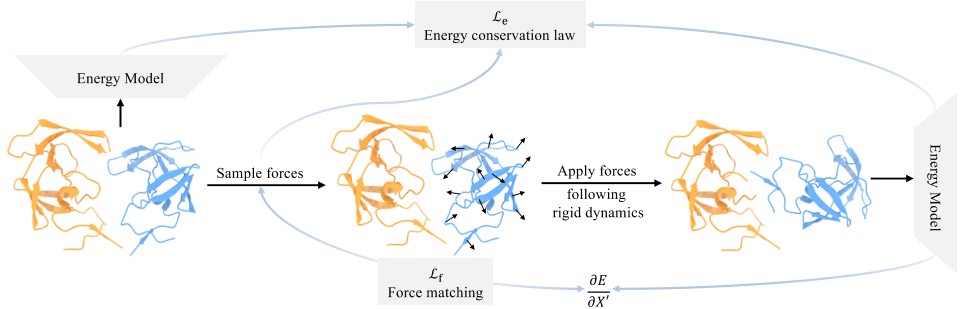 ℒe
Energy conservation law
Energy Model
Sample forces
Apply forces
following
rigid dynamics
Energy Model
ℒf
Force matching
∂E
∂X′